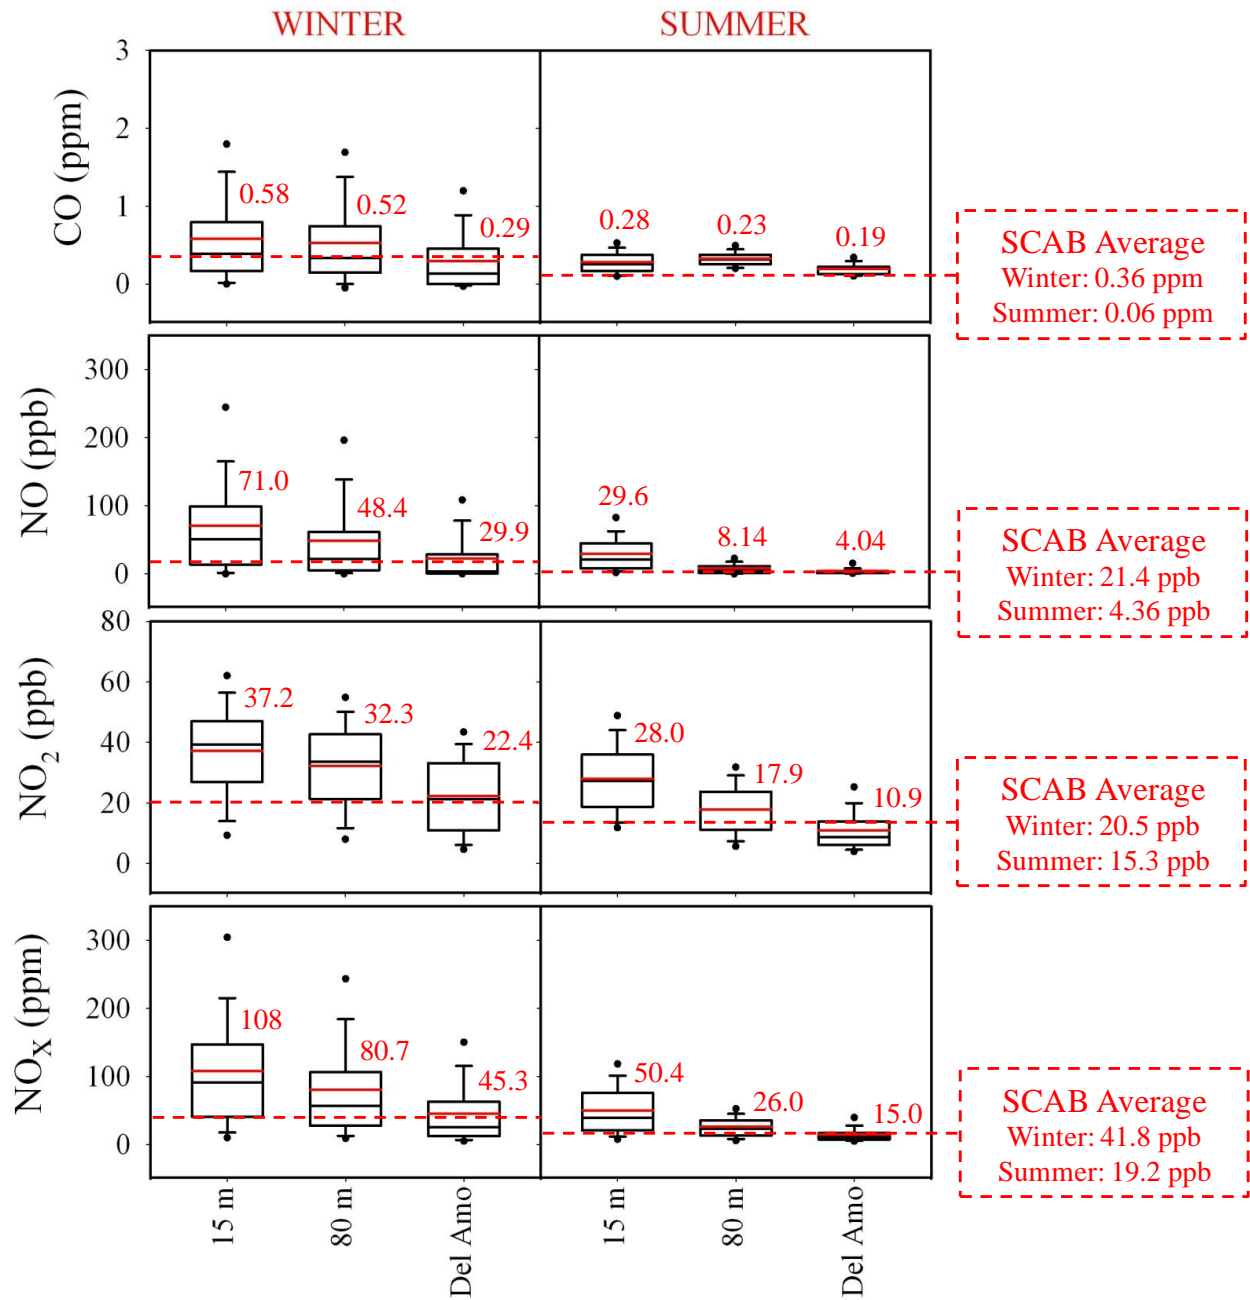 WINTER
SUMMER
CO (ppm)
3
2
1
0
0.58
0.52
0.29
0.28
0.23
0.19
SCAB Average
Winter: 0.36 ppm
Summer: 0.06 ppm
NO (ppb)
300
200
100
0
71.0
48.4
29.9
29.6
8.14
4.04
SCAB Average
Winter: 21.4 ppb
Summer: 4.36 ppb
NO2 (ppb)
80
60
40
20
0
37.2
32.3
22.4
28.0
17.9
10.9
SCAB Average
Winter: 20.5 ppb
Summer: 15.3 ppb
NOX (ppm)
300
200
100
0
108
80.7
45.3
50.4
26.0
15.0
SCAB Average
Winter: 41.8 ppb
Summer: 19.2 ppb
15 m
80 m
Del Amo
15 m
80 m
Del Amo